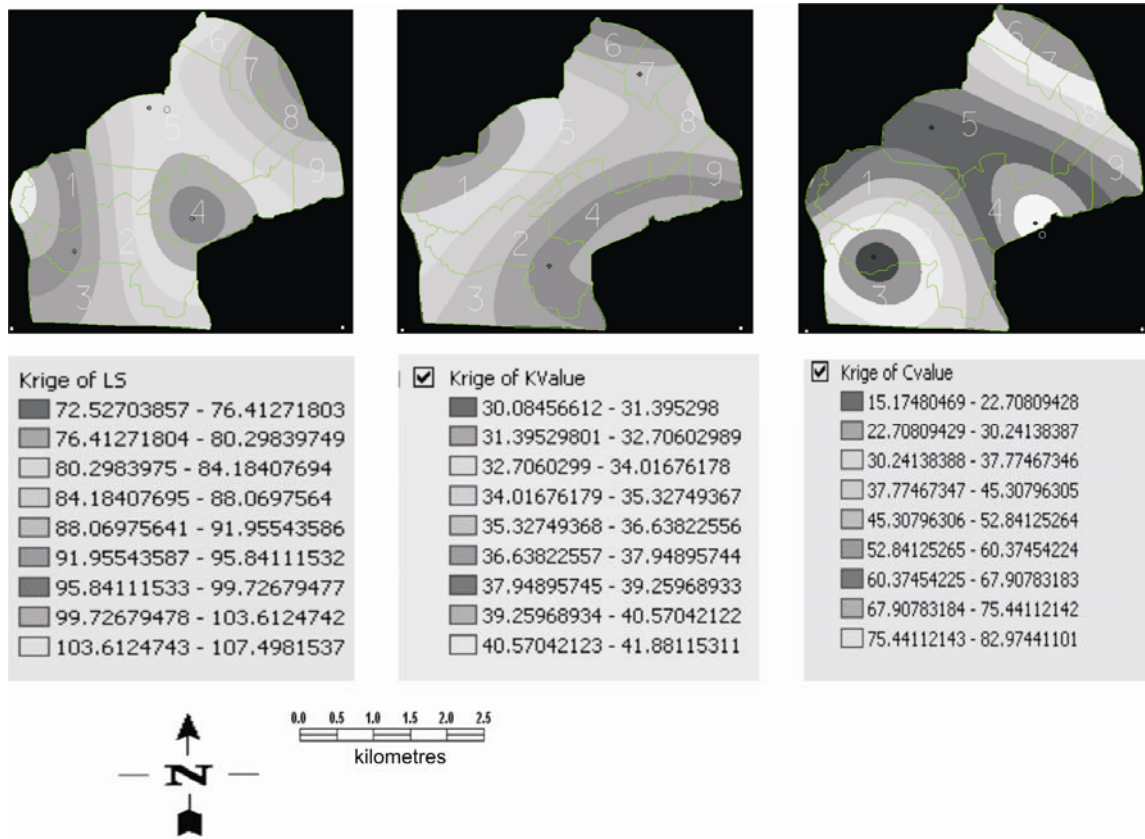 6
7
8
5
9
1
4
2
3
6
7
8
5
9
1
4
2
3
6
7
8
5
9
1
4
3
Krige of LS
72.52703857 - 76.41271803
76.41271804 - 80.29839749
80.2983975 - 84.18407694
84.18407695 - 88.0697564
88.06975641 - 91.95543586
91.95543587 - 95.84111532
95.84111533 - 99.72679477
99.72679478 - 103.6124742
103.6124743 - 107.4981537
Krige of KValue
30.08456612 - 31.395298
31.39529801 - 32.70602989
32.7060299 - 34.01676178
34.01676179 - 35.32749367
35.32749368 - 36.63822556
36.63822557 - 37.94895744
37.94895745 - 39.25968933
39.25968934 - 40.57042122
40.57042123 - 41.88115311
Krige of Cvalue
15.17480469 - 22.70809428
22.70809429 - 30.24138387
30.24138388 - 37.77467346
37.77467347 - 45.30796305
45.30796306 - 52.84125264
52.84125265 - 60.37454224
60.37454225 - 67.90783183
67.90783184 - 75.44112142
75.44112143 - 82.97441101
0.0 0.5 1.0 1.5 2.0 2.5
kilometres
N